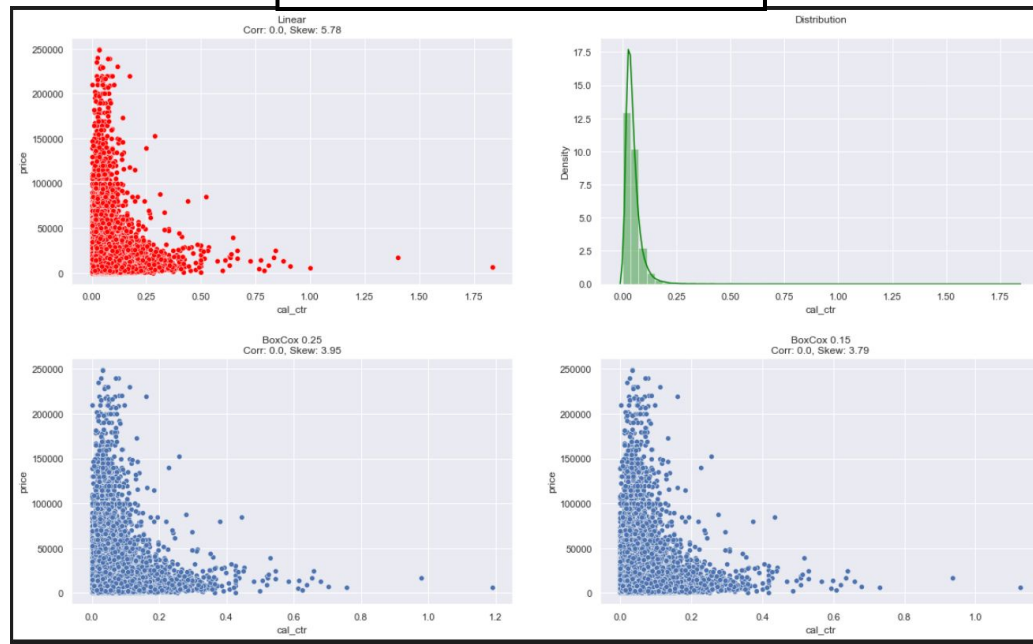 Linear
Corr: 0.0, Skew: 5.78
250000
200000
150000
100000
50000
0
price
0.00 0.25 0.50 0.75 1.00 1.25 1.50 1.75
cal_ctr
Distribution
17.5
15.0
12.5
10.0
7.5
5.0
2.5
0.0
Density
0.00 0.25 0.50 0.75 1.00 1.25 1.50 1.75
cal_ctr
BoxCox 0.25
Corr: 0.0, Skew: 3.95
250000
200000
150000
100000
50000
0
price
0.0 0.2 0.4 0.6 0.8 1.0 1.2
cal_ctr
BoxCox 0.15
Corr: 0.0, Skew: 3.79
250000
200000
150000
100000
50000
0
price
0.0 0.2 0.4 0.6 0.8 1.0
cal_ctr